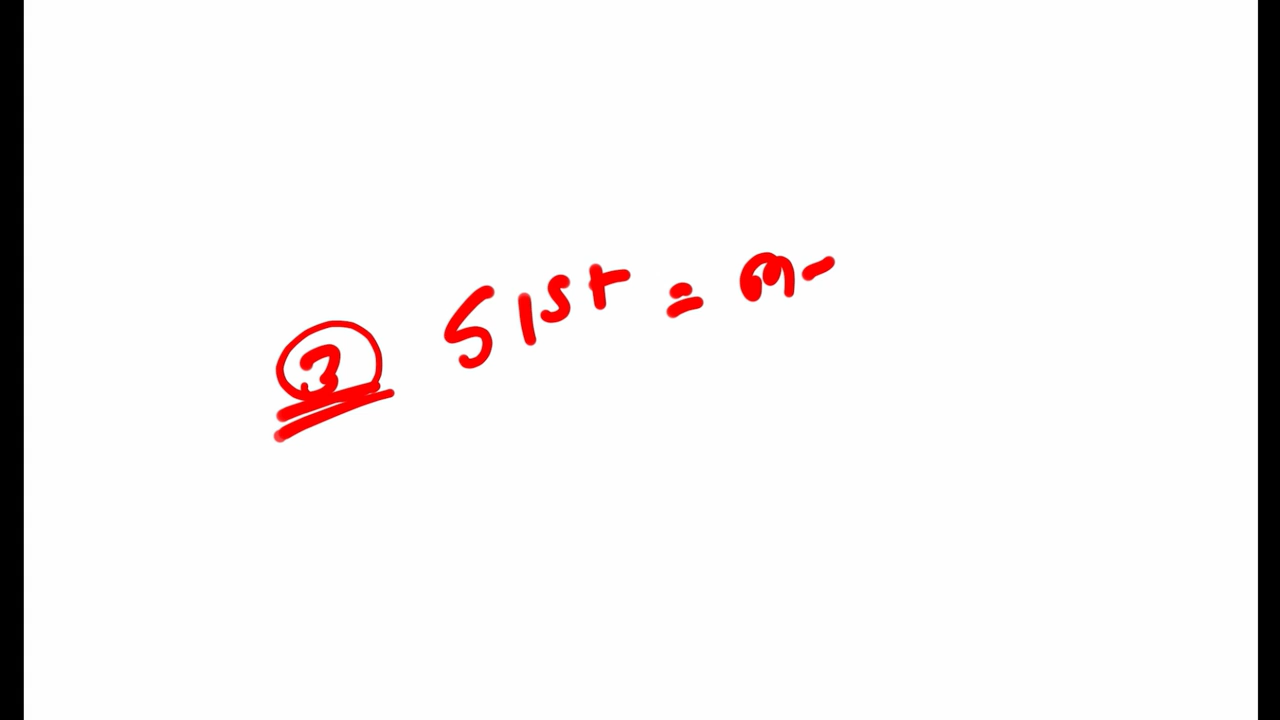 ③ 51st =